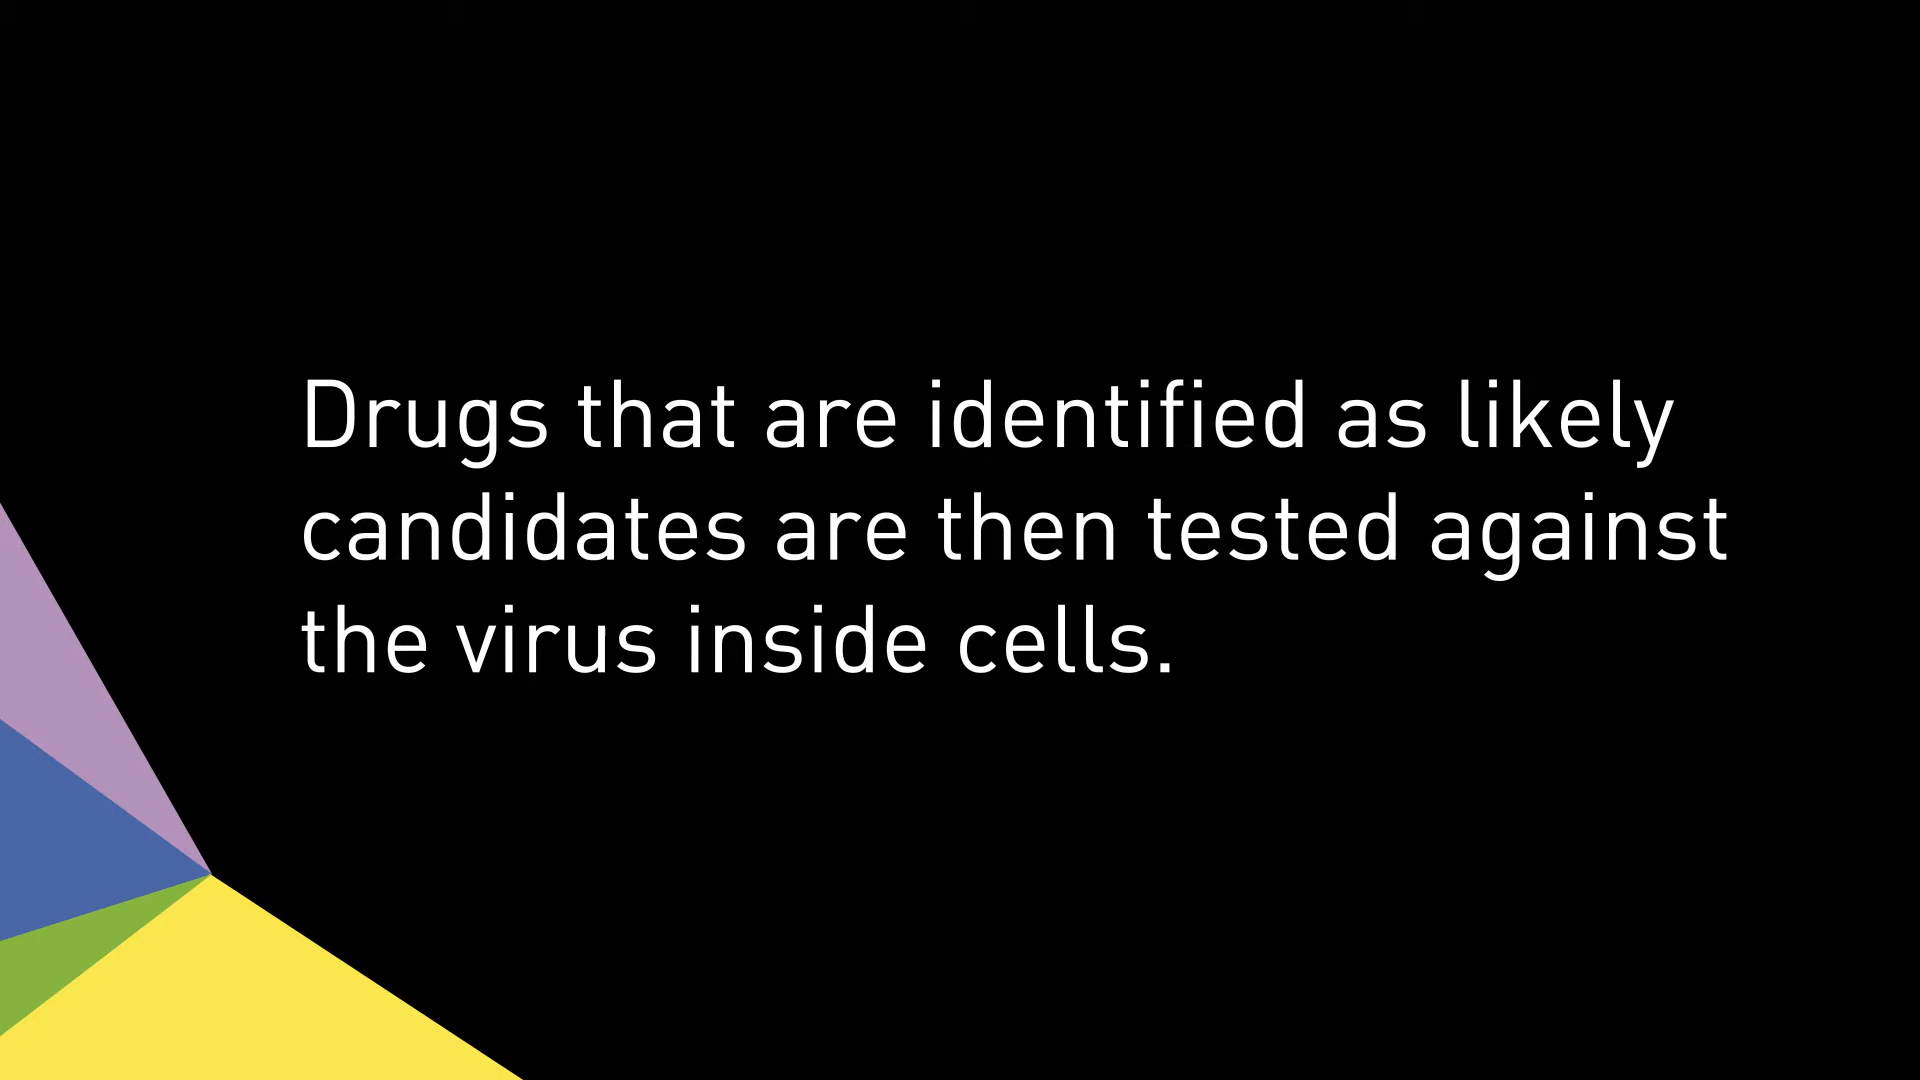 Drugs that are identified as likely
candidates are then tested against
the virus inside cells.